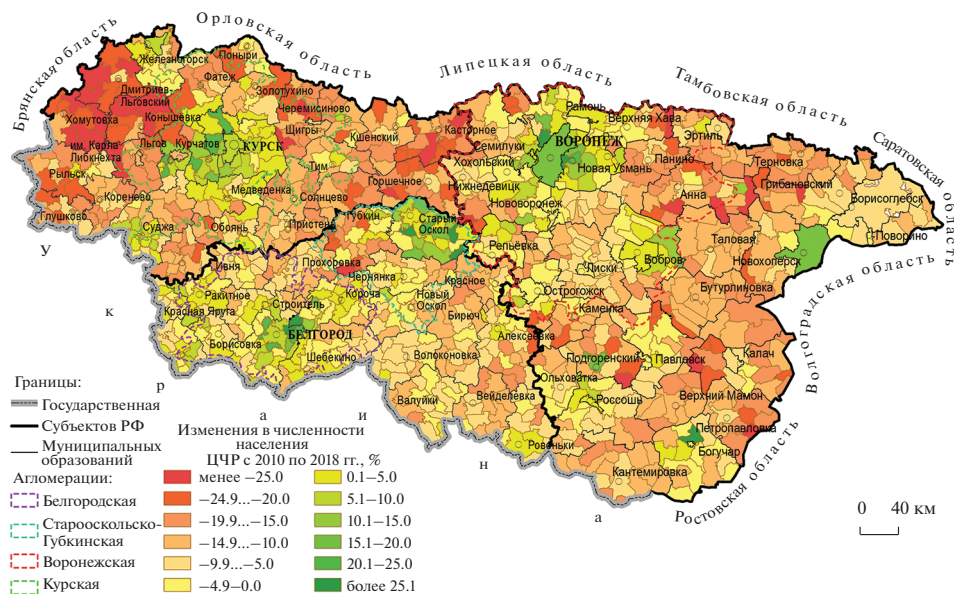 Брянская область
Орловская область
Липецкая область
Тамбовская область
Саратовская область
Волгоградская область
Ростовская область
Украина
Железногорск
Поныри
Фатеж
Дмитриев-
Льговский
Золотухино
Хомутовка
Конышевка
Черемисиново
Щигры
Касторное
им. Карла
Либкнехта
Льгов
Курчатов
КУРСК
Кшенский
Рыльск
Тим
Горшечное
Кореново
Медвенка
Солнцево
Глушково
Суджа
Обоянь
Пристень
Губкин
Старый
Оскол
Рамонь
Верхняя Хава
Эртиль
Семилуки
ВОРОНЕЖ
Хохольский
Новая Усмань
Панино
Терновка
Грибановский
Нижнедевицк
Анна
Борисоглебск
Нововоронеж
Поворино
Репьёвка
Таловая
Бобров
Новохоперск
Лиски
Бутурлиновка
Острогожск
Каменка
Ивня
Прохоровка
Чернянка
Красное
Ракитное
Короча
Новый
Оскол
Красная Яруга
Строитель
Бирюч
БЕЛГОРОД
Борисовка
Шебекино
Алексеевка
Волоконовка
Подгоренский
Павловск
Калач
Ольховатка
Валуйки
Вейделевка
Россошь
Верхний Мамон
Петропавловка
Ровеньки
Богучар
Кантемировка
Границы:
Государственная
Субъектов РФ
Муниципальных
образований
Агломерации:
Белгородская
Старооскольско-
Губкинская
Воронежская
Курская
Изменения в численности
населения
ЦЧР с 2010 по 2018 гг., %
менее −25.0
−24.9...−20.0
−19.9...−15.0
−14.9...−10.0
−9.9...−5.0
−4.9−0.0
0.1−5.0
5.1−10.0
10.1−15.0
15.1−20.0
20.1−25.0
более 25.1
0 40 км